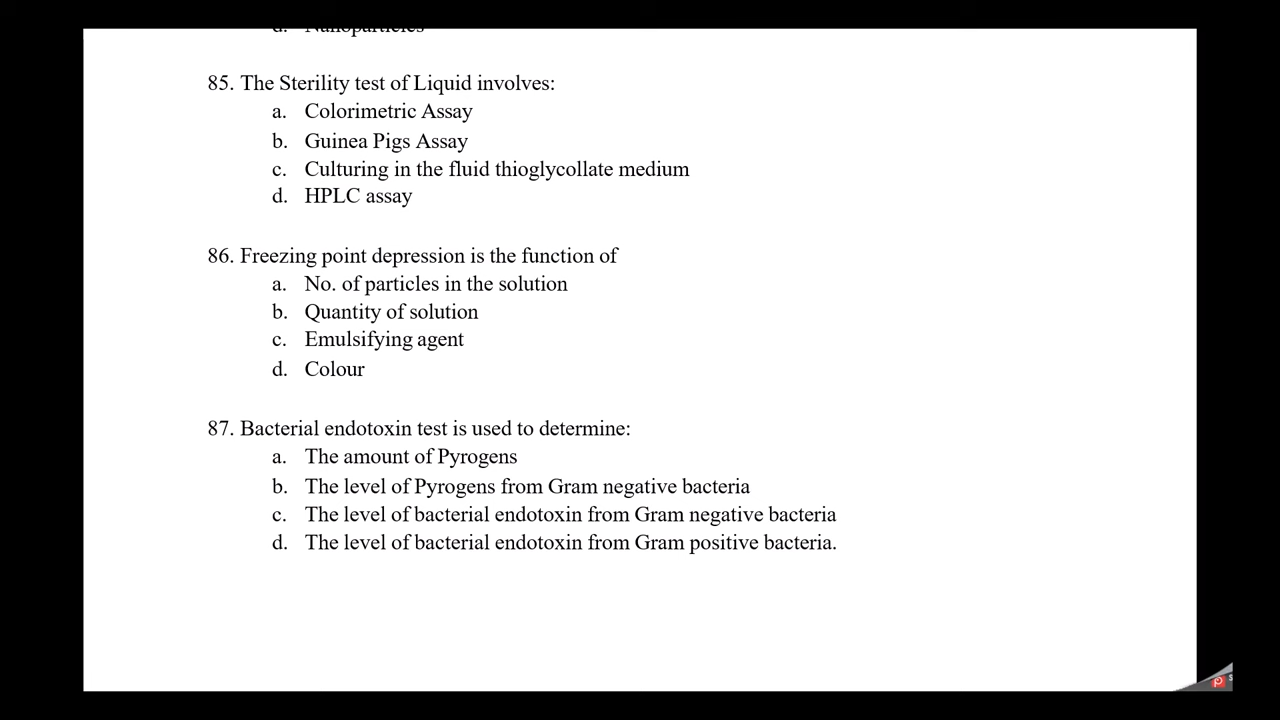 d. Nanoparticles
85. The Sterility test of Liquid involves:
a. Colorimetric Assay
b. Guinea Pigs Assay
c. Culturing in the fluid thioglycollate medium
d. HPLC assay
86. Freezing point depression is the function of
a. No. of particles in the solution
b. Quantity of solution
c. Emulsifying agent
d. Colour
87. Bacterial endotoxin test is used to determine:
a. The amount of Pyrogens
b. The level of Pyrogens from Gram negative bacteria
c. The level of bacterial endotoxin from Gram negative bacteria
d. The level of bacterial endotoxin from Gram positive bacteria.